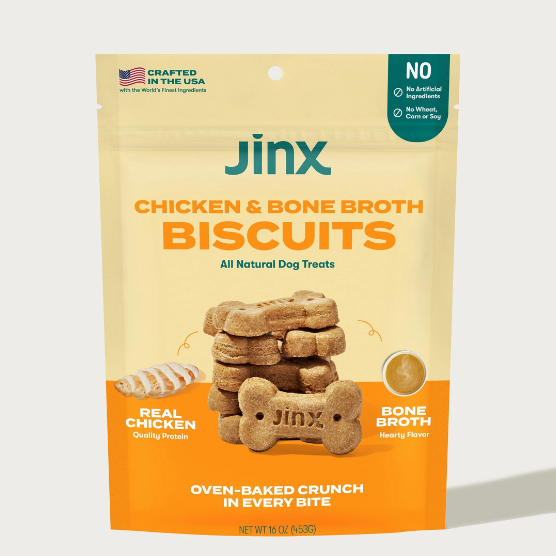 CRAFTED
IN THE USA
with the World's Finest Ingredients
NO
No Artificial
Ingredients
No Wheat,
Corn or Soy
Jinx
CHICKEN & BONE BROTH
BISCUITS
All Natural Dog Treats
Jinx
REAL
CHICKEN
Quality Protein
BONE
BROTH
Hearty Flavor
OVEN-BAKED CRUNCH
IN EVERY BITE
NET WT 16 OZ (453G)